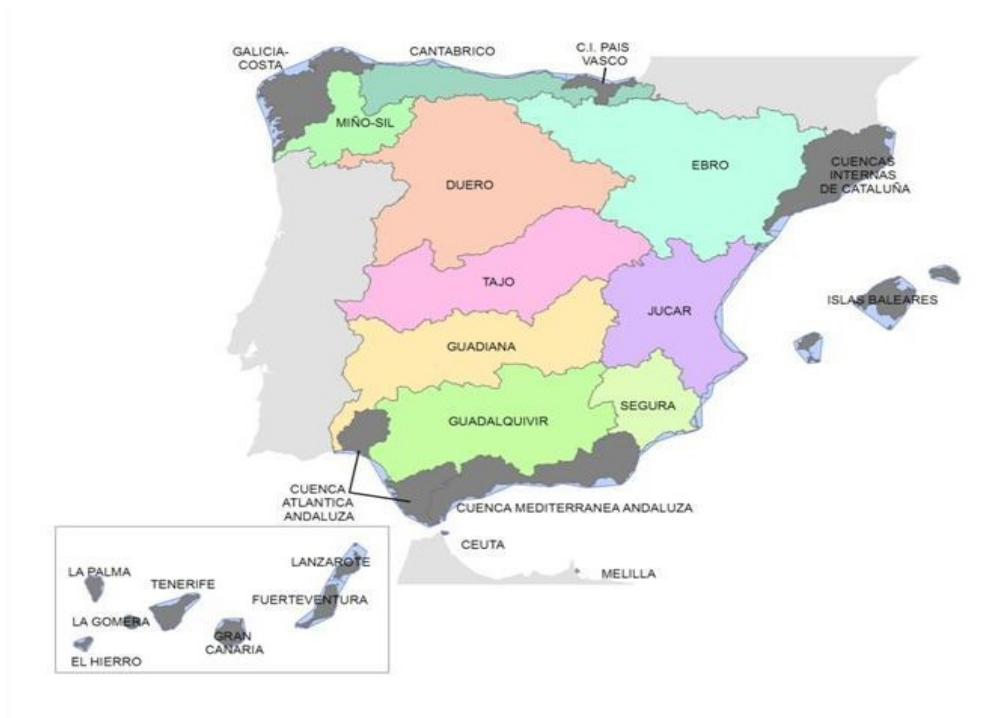 GALICIA-
COSTA
CANTABRICO
C.I. PAIS
VASCO
MIÑO-SIL
DUERO
EBRO
CUENCAS
INTERNAS
DE CATALUÑA
TAJO
JUCAR
ISLAS BALEARES
GUADIANA
SEGURA
GUADALQUIVIR
CUENCA
ATLANTICA
ANDALUZA
CUENCA MEDITERRANEA ANDALUZA
CEUTA
MELILLA
LA PALMA
TENERIFE
LANZAROTE
FUERTEVENTURA
LA GOMERA
GRAN
CANARIA
EL HIERRO